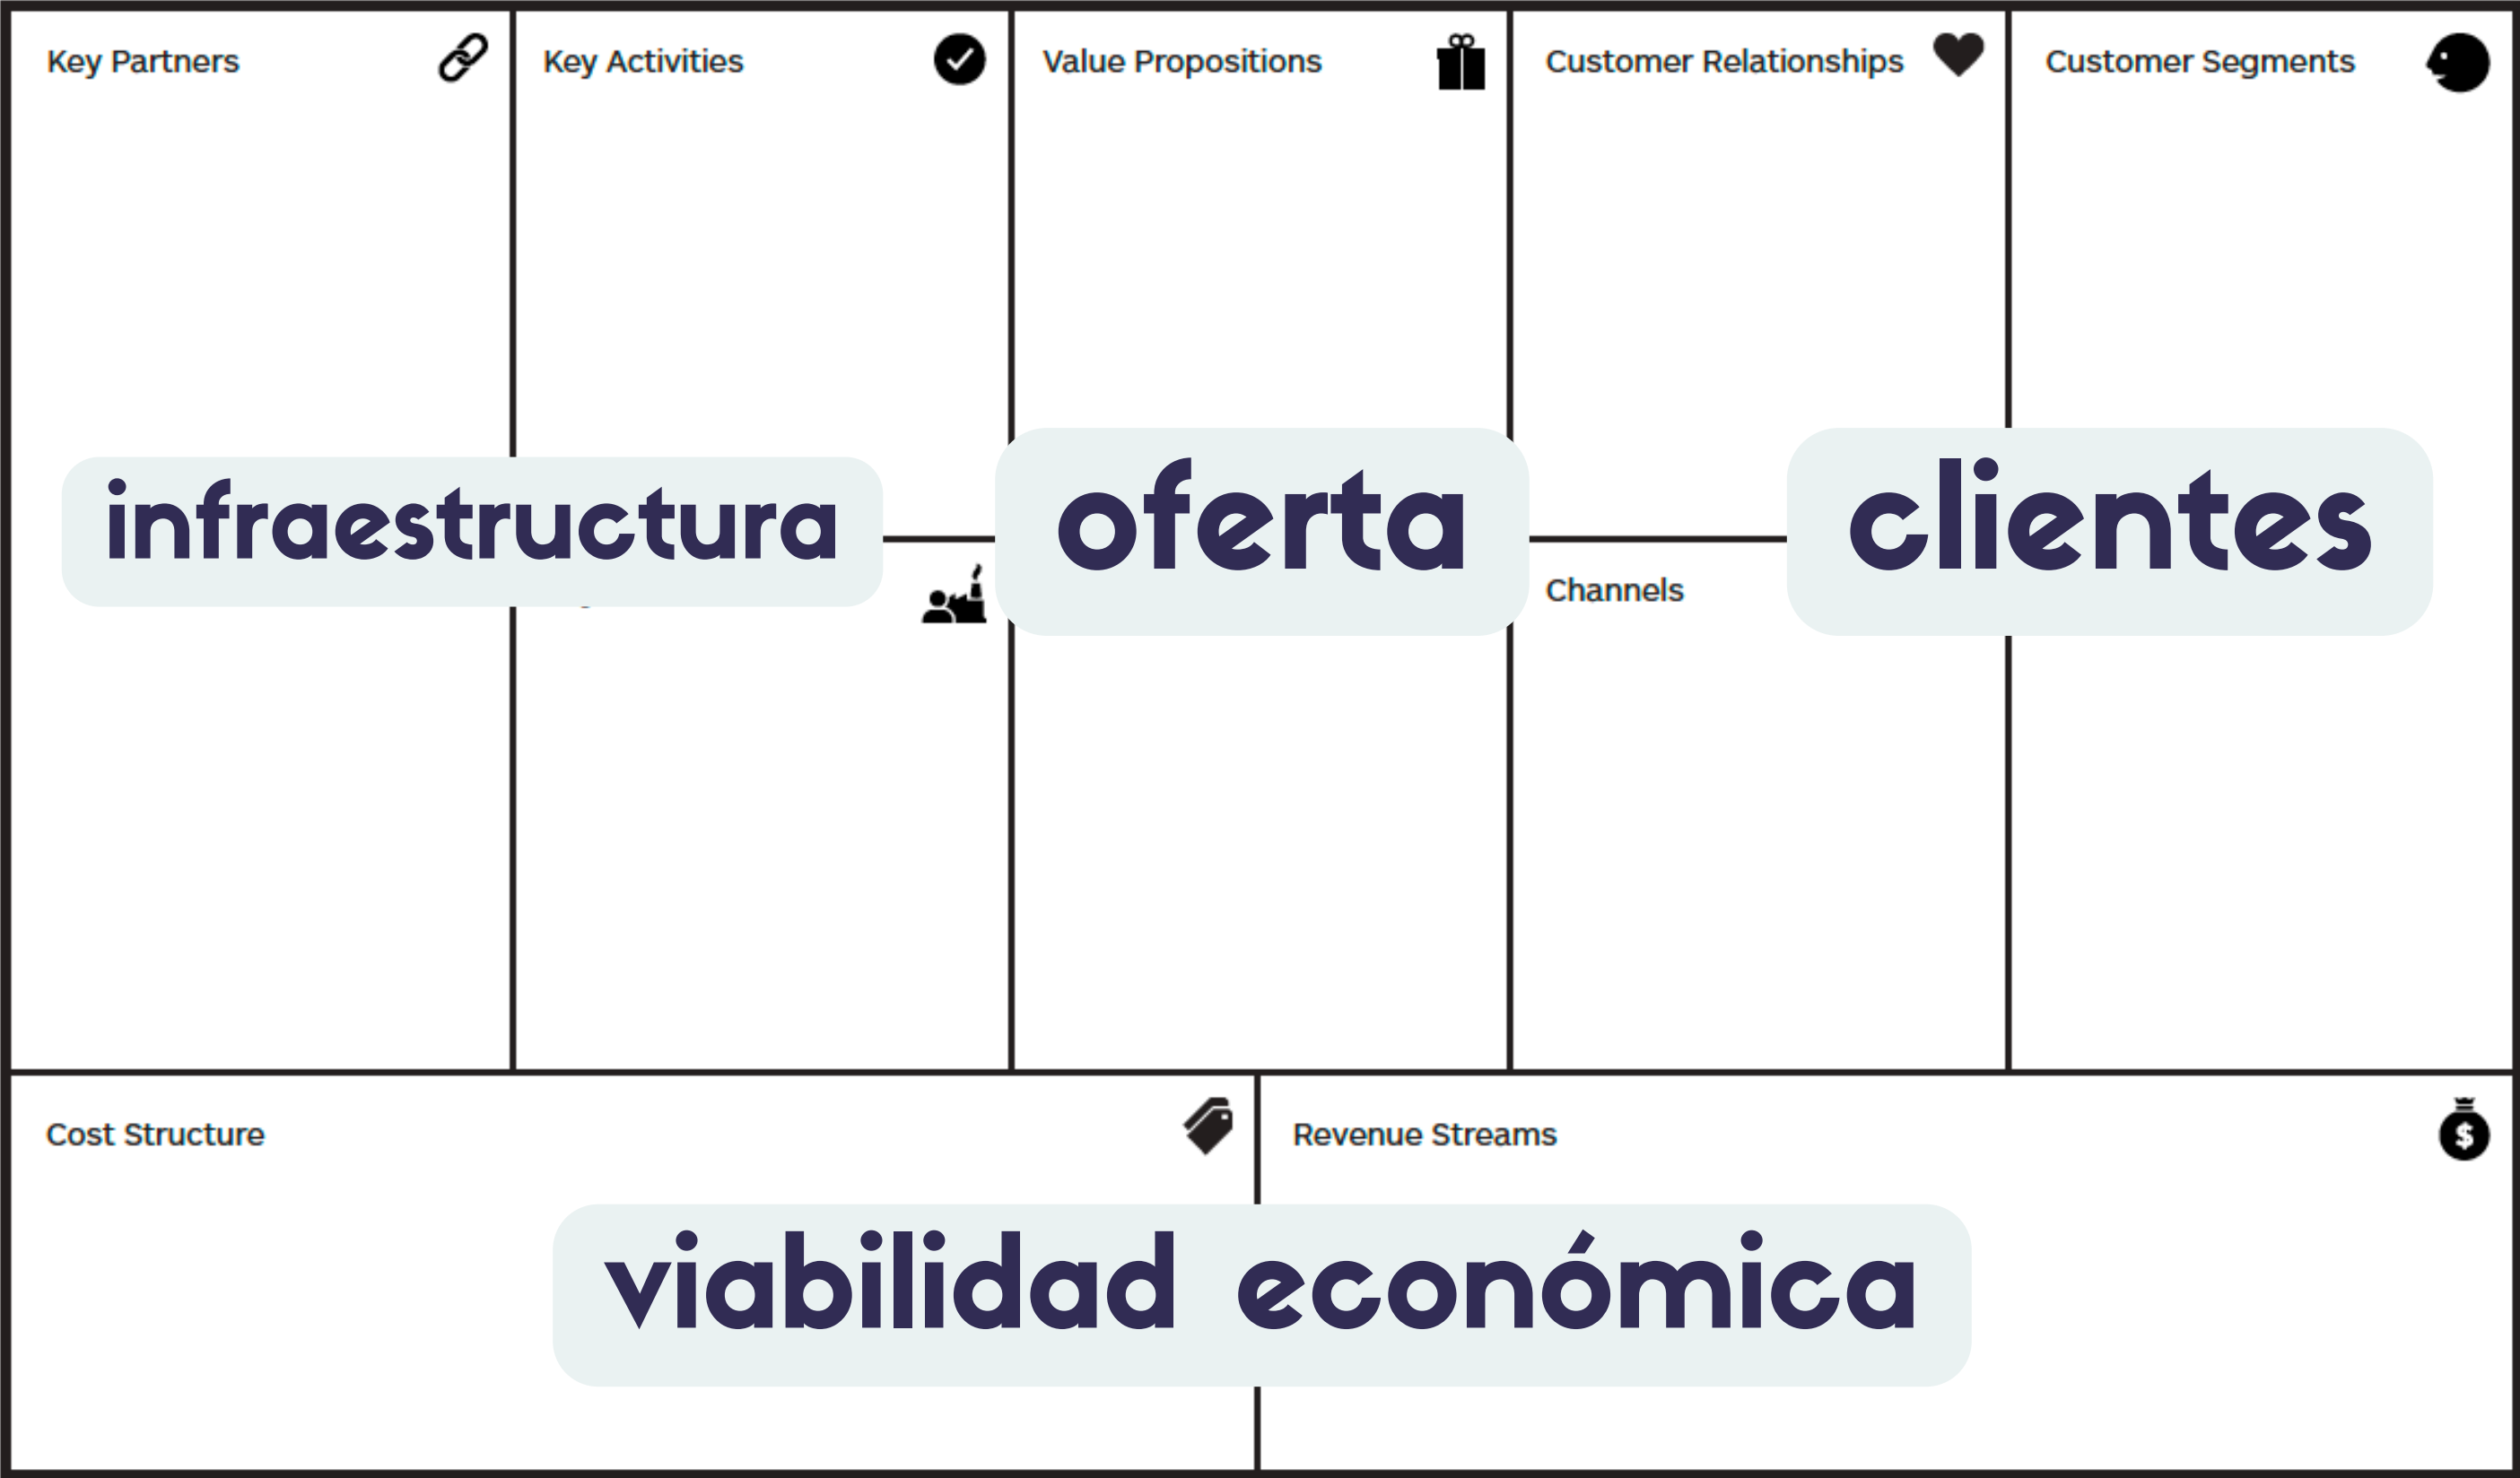 Key Partners
Key Activities
Value Propositions
Customer Relationships
Customer Segments
infraestructura
oferta
clientes
Channels
Cost Structure
$
Revenue Streams
viabilidad económica